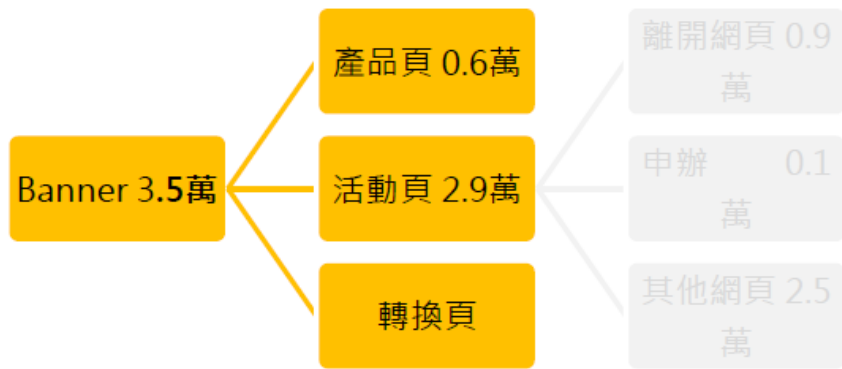 Banner 3.5萬
產品頁 0.6萬
活動頁 2.9萬
轉換頁
離開網頁 0.9
萬
申辦 0.1
萬
其他網頁 2.5
萬